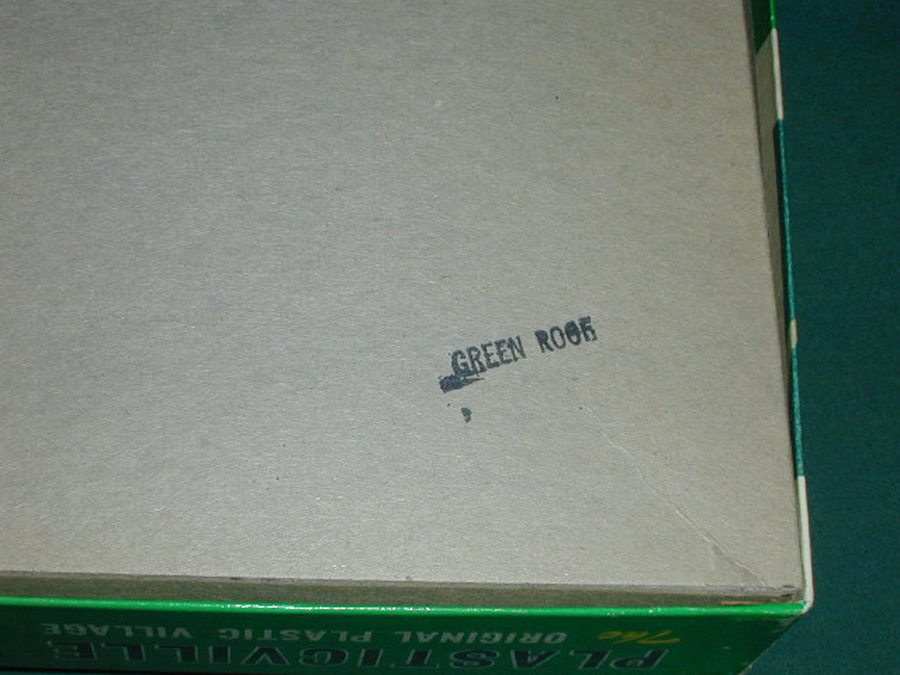 GREEN ROOF
PLASTICVILLE
The ORIGINAL PLASTIC VILLAGE